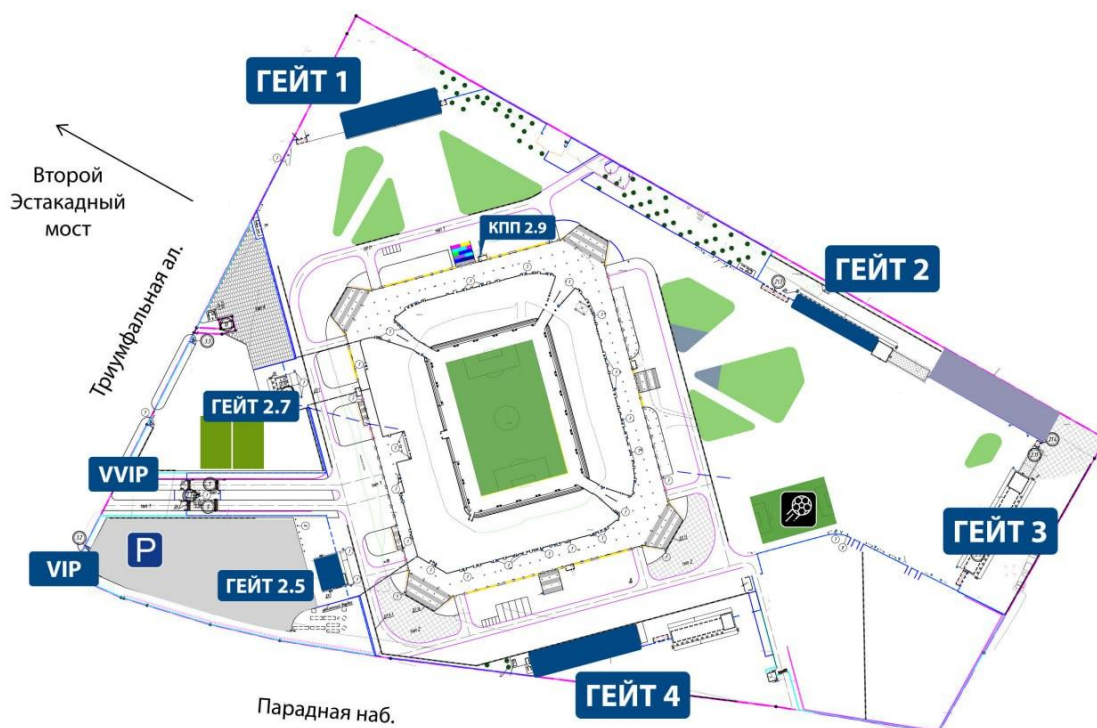 ГЕЙТ 1
Второй
Эстакадный
мост
КПП 2.9
ГЕЙТ 2
Триумфальная ал.
ГЕЙТ 2.7
VVIP
P
VIP
ГЕЙТ 2.5
ГЕЙТ 3
ГЕЙТ 4
Парадная наб.